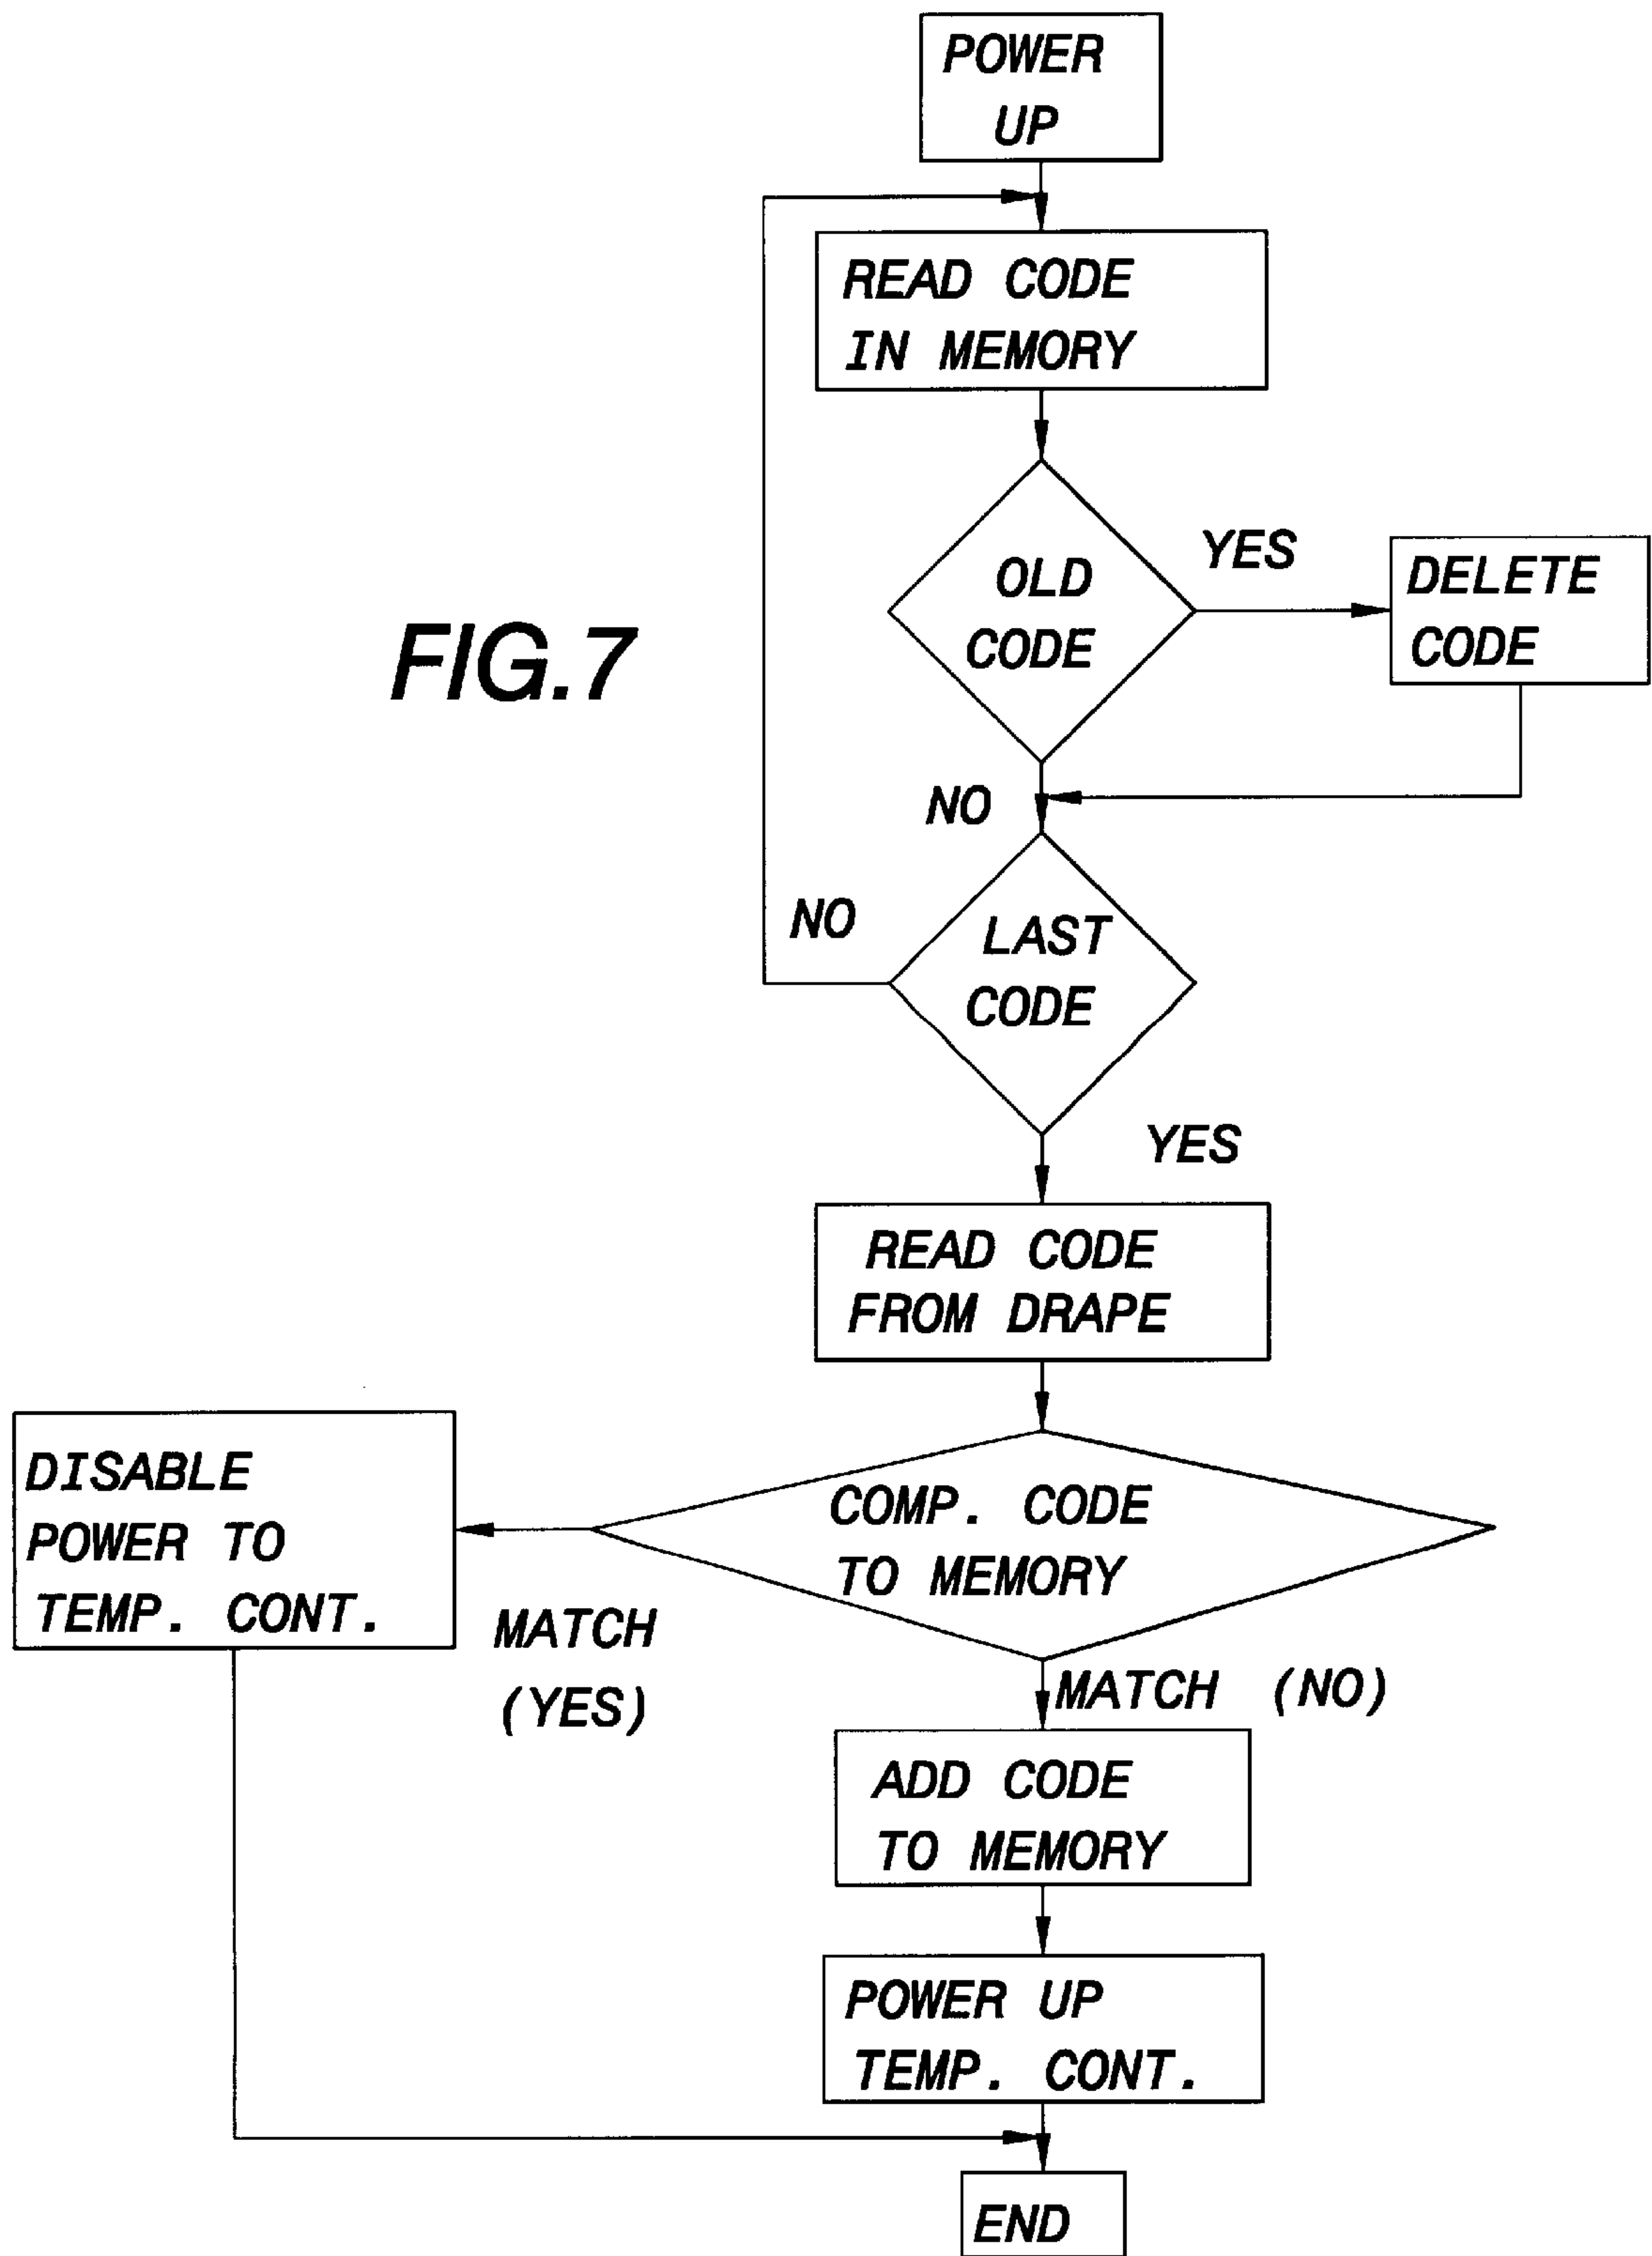 POWER
UP
READ CODE
IN MEMORY
OLD
CODE
YES
DELETE
CODE
FIG.7
NO
NO
LAST
CODE
YES
READ CODE
FROM DRAPE
COMP. CODE
TO MEMORY
DISABLE
POWER TO
TEMP. CONT.
MATCH
(YES)
MATCH (NO)
ADD CODE
TO MEMORY
POWER UP
TEMP. CONT.
END